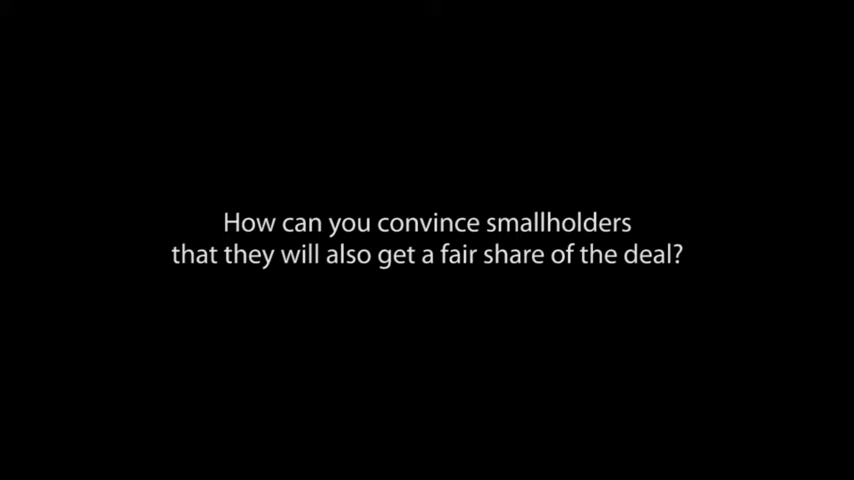 How can you convince smallholders
that they will also get a fair share of the deal?